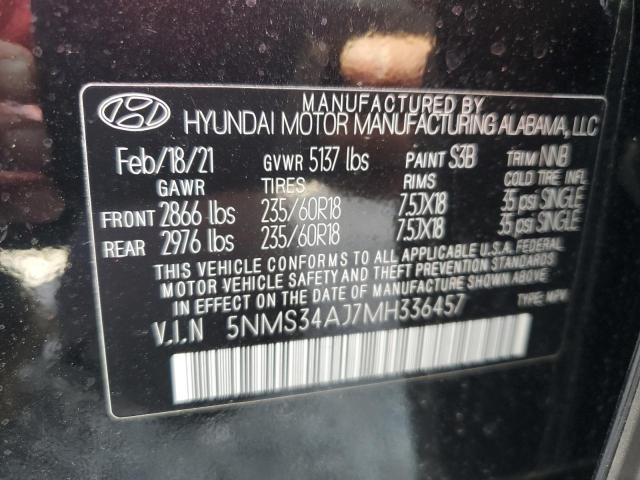 MANUFACTURED BY
HYUNDAI MOTOR MANUFACTURING ALABAMA, LLC
Feb/18/21 GVWR 5137 lbs PAINT S3B TRIM NNB
GAWR TIRES RIMS COLD TIRE INFL
FRONT 2866 lbs 235/60R18 7.5JX18 35 psi SINGLE
REAR 2976 lbs 235/60R18 7.5JX18 35 psi SINGLE
THIS VEHICLE CONFORMS TO ALL APPLICABLE U.S.A. FEDERAL
MOTOR VEHICLE SAFETY AND THEFT PREVENTION STANDARDS
IN EFFECT ON THE DATE OF MANUFACTURE SHOWN ABOVE.
V.I.N 5NMS34AJ7MH336457 TYPE: MPV